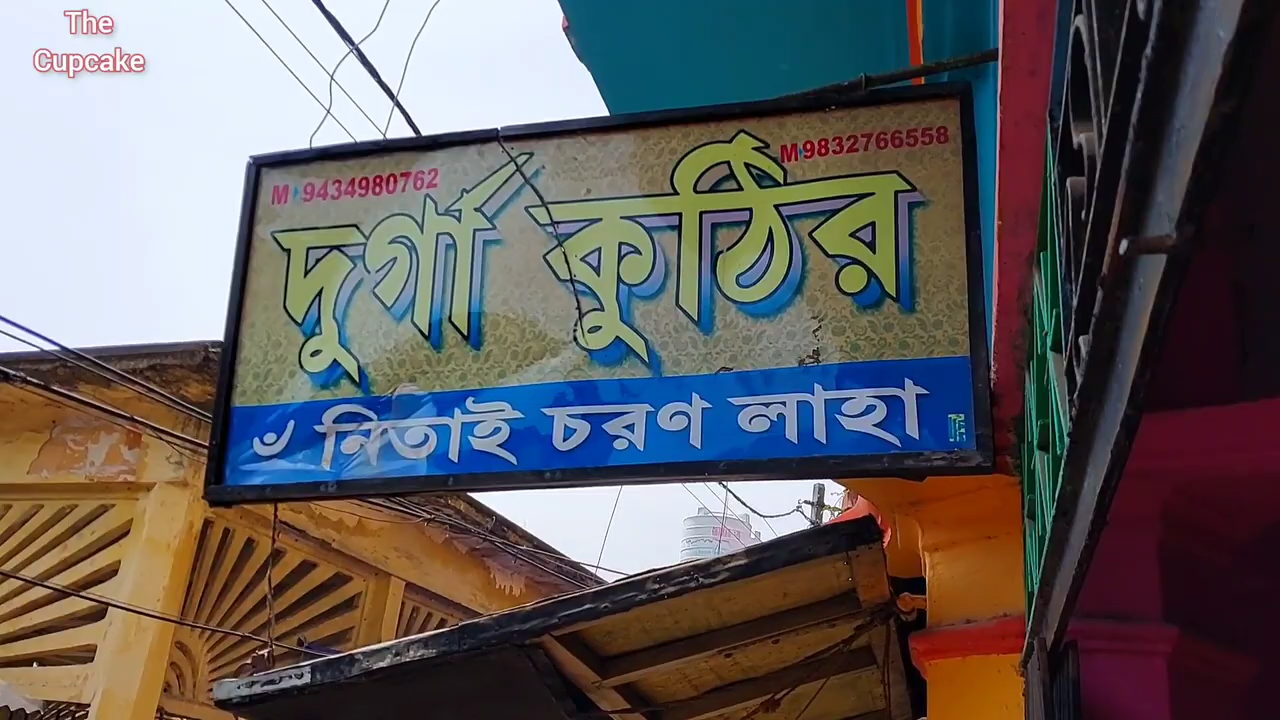 The
Cupcake
M 9434980762
M 9832766558
দুর্গা কুঠির
ঁ নিতাই চরণ লাহা